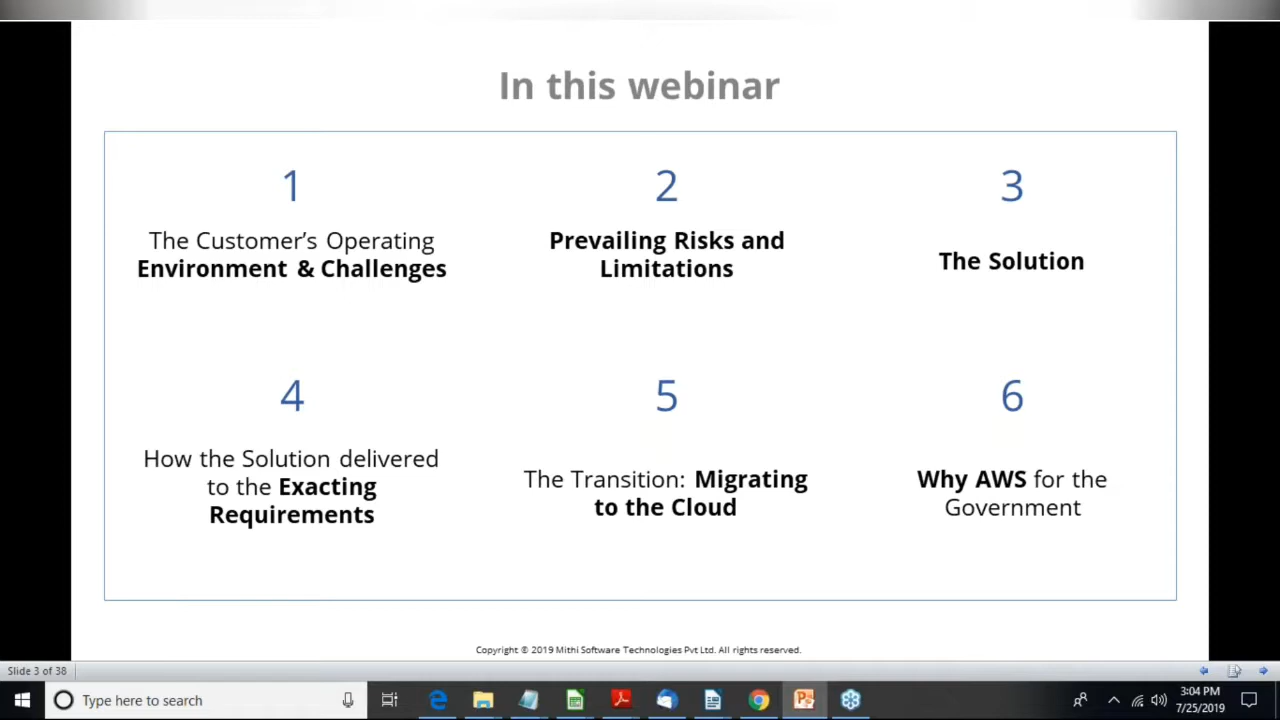 In this webinar
1
The Customer’s Operating
Environment & Challenges
2
Prevailing Risks and
Limitations
3
The Solution
4
How the Solution delivered
to the Exacting
Requirements
5
The Transition: Migrating
to the Cloud
6
Why AWS for the
Government
Copyright © 2019 Mithi Software Technologies Pvt Ltd. All rights reserved.
Slide 3 of 38
Type here to search
3:04 PM
7/25/2019